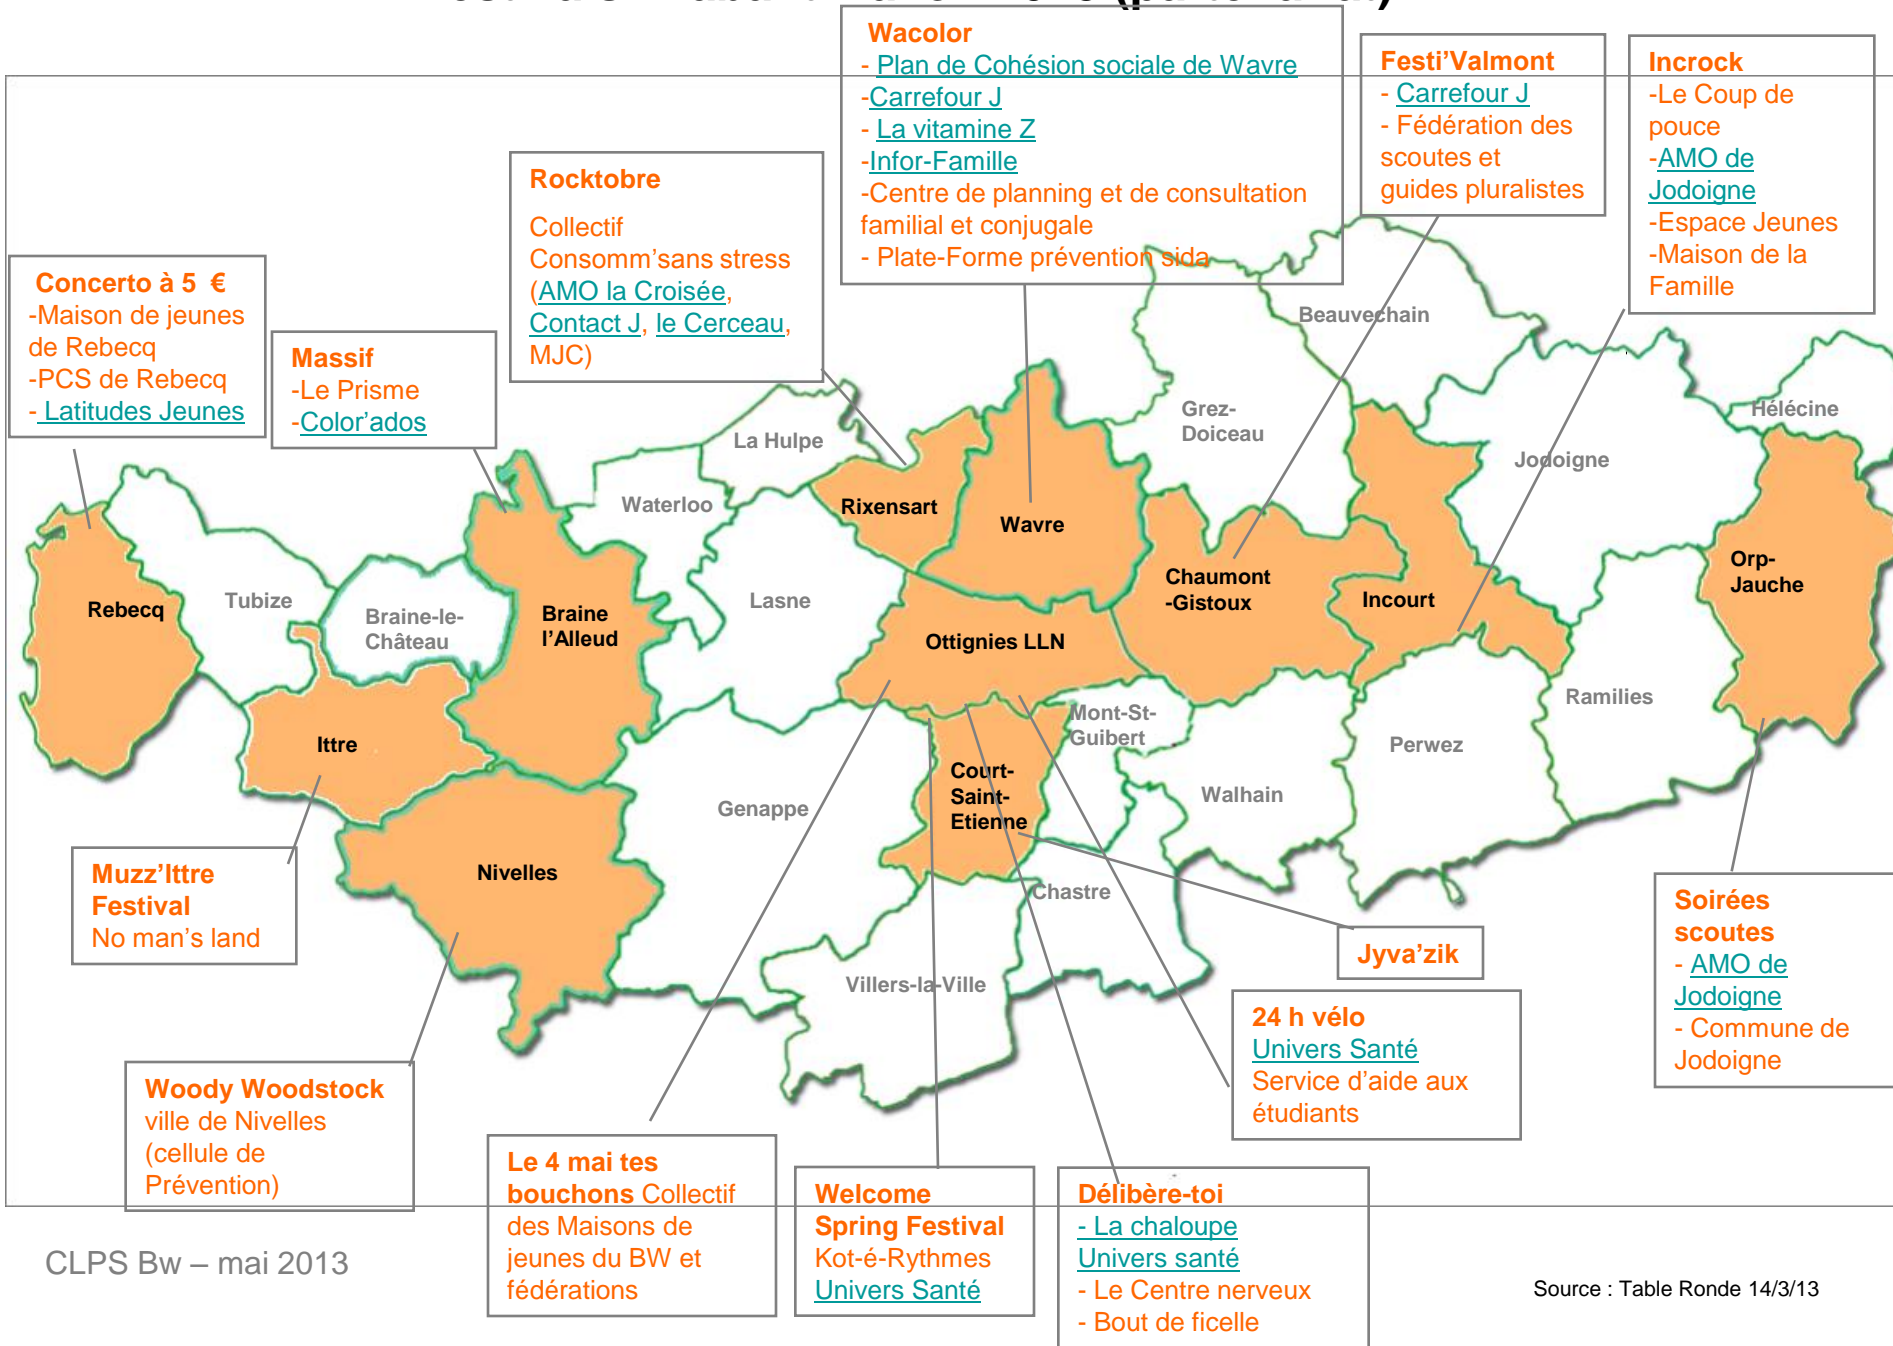 Wacolor
- Plan de Cohésion sociale de Wavre
-Carrefour J
- La vitamine Z
-Infor-Famille
-Centre de planning et de consultation
familial et conjugale
- Plate-Forme prévention sida
Festi’Valmont
- Carrefour J
- Fédération des
scoutes et
guides pluralistes
Incrock
-Le Coup de
pouce
-AMO de
Jodoigne
-Espace Jeunes
-Maison de la
Famille
Rocktobre
Collectif
Consomm’sans stress
(AMO la Croisée,
Contact J, le Cerceau,
MJC)
Concerto à 5 €
-Maison de jeunes
de Rebecq
-PCS de Rebecq
- Latitudes Jeunes
Massif
-Le Prisme
-Color’ados
Beauvechain
Grez-
Doiceau
Hélécine
La Hulpe
Jodoigne
Waterloo
Rixensart
Wavre
Chaumont
-Gistoux
Incourt
Orp-
Jauche
Rebecq
Tubize
Braine-le-
Château
Braine
l’Alleud
Lasne
Ottignies LLN
Ramilies
Mont-St-
Guibert
Perwez
Ittre
Court-
Saint-
Etienne
Genappe
Walhain
Nivelles
Chastre
Villers-la-Ville
Muzz’Ittre
Festival
No man’s land
Jyva’zik
Soirées
scoutes
- AMO de
Jodoigne
- Commune de
Jodoigne
24 h vélo
Univers Santé
Service d’aide aux
étudiants
Woody Woodstock
ville de Nivelles
(cellule de
Prévention)
Le 4 mai tes
bouchons Collectif
des Maisons de
jeunes du BW et
fédérations
Welcome
Spring Festival
Kot-é-Rythmes
Univers Santé
Délibère-toi
- La chaloupe
Univers santé
- Le Centre nerveux
- Bout de ficelle
CLPS Bw – mai 2013
Source : Table Ronde 14/3/13